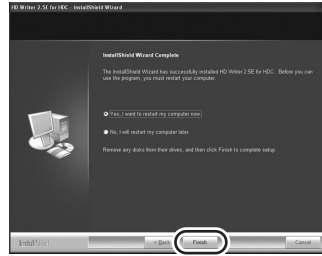 HD Writer 2.5E for HDC - InstallShield Wizard
InstallShield Wizard Complete
The InstallShield Wizard has successfully installed HD Writer 2.5E for HDC. Before you can
use the program, you must restart your computer.
Yes, I want to restart my computer now.
No, I will restart my computer later.
Remove any disks from their drives, and then click Finish to complete setup.
InstallShield
< Back
Finish
Cancel